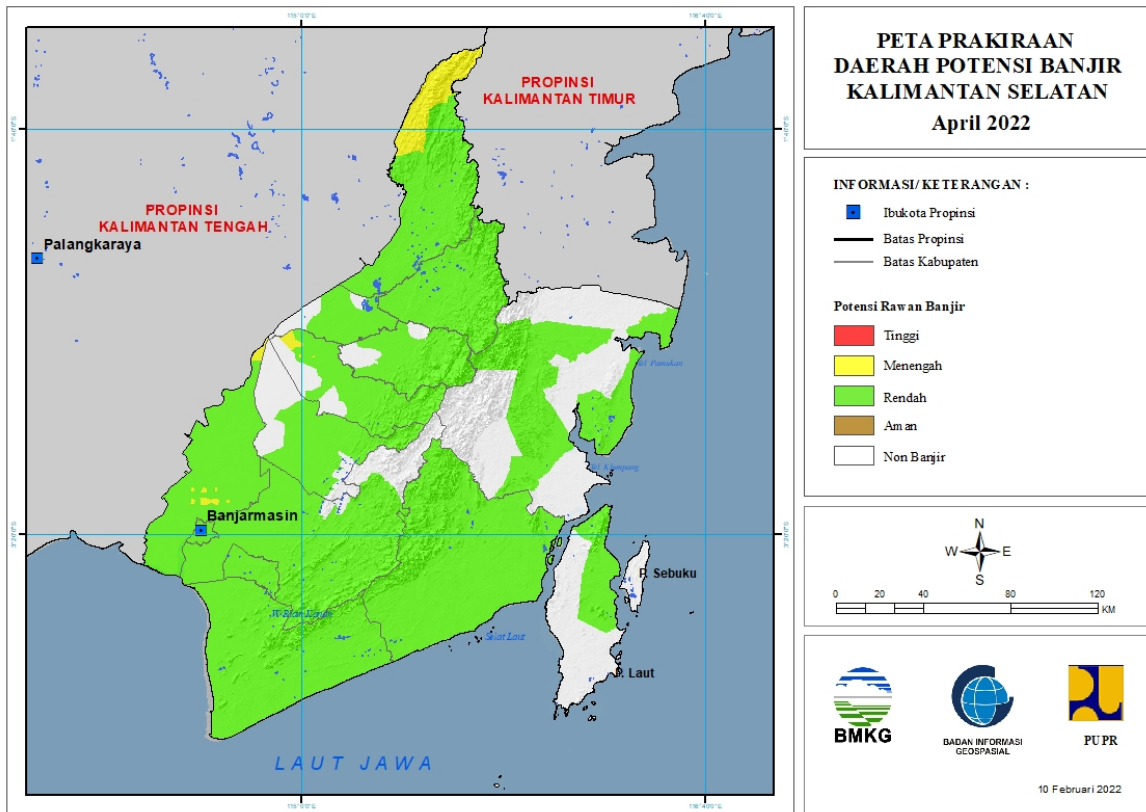 PETA PRAKIRAAN
DAERAH POTENSI BANJIR
KALIMANTAN SELATAN
April 2022
INFORMASI/ KETERANGAN :
Ibukota Propinsi
Batas Propinsi
Batas Kabupaten
Potensi Rawan Banjir
Tinggi
Menengah
Rendah
Aman
Non Banjir
N
W E
S
0 20 40 80 120
KM
BMKG
BADAN INFORMASI
GEOSPASIAL
PUPR
10 Februari 2022
PROPINSI
KALIMANTAN TIMUR
PROPINSI
KALIMANTAN TENGAH
Palangkaraya
Banjarmasin
P. Sebuku
Laut
Selat Laut
LAUT JAWA